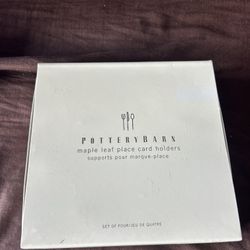 POTTERY BARN
maple leaf place card holders
supports pour marque-place
SET OF FOUR/JEU DE QUATRE